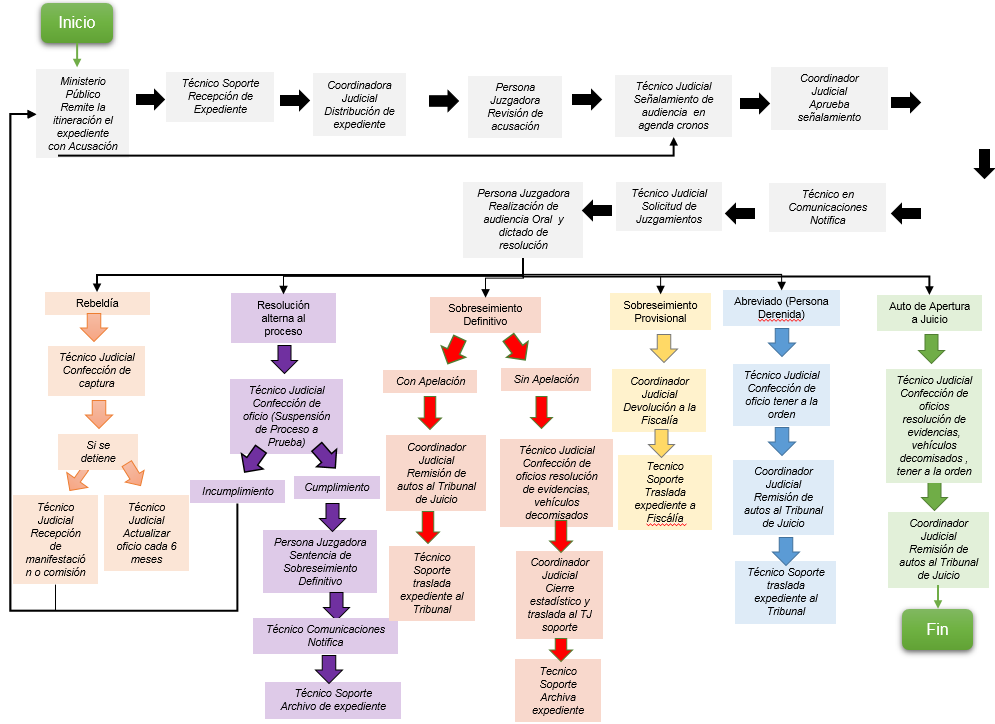 Inicio
Ministerio
Público
Remite la
itineración el
expediente
con Acusación
Técnico Soporte
Recepción de
Expediente
Coordinadora
Judicial
Distribución de
expediente
Persona
Juzgadora
Revisión de
acusación
Técnico Judicial
Señalamiento de
audiencia en
agenda cronos
Coordinador
Judicial
Aprueba
señalamiento
Persona Juzgadora
Realización de
audiencia Oral y
dictado de
resolución
Técnico Judicial
Solicitud de
Juzgamientos
Técnico en
Comunicaciones
Notifica
Rebeldía
Técnico Judicial
Confección de
captura
Si se
detiene
Técnico
Judicial
Recepción
de
manifestació
n o comisión
Técnico
Judicial
Actualizar
oficio cada 6
meses
Resolución
alterna al
proceso
Técnico Judicial
Confección de
oficio (Suspensión
de Proceso a
Prueba)
Incumplimiento
Cumplimiento
Persona Juzgadora
Sentencia de
Sobreseimiento
Definitivo
Técnico Comunicaciones
Notifica
Técnico Soporte
Archivo de expediente
Sobreseimiento
Definitivo
Con Apelación
Coordinador
Judicial
Remisión de
autos al Tribunal
de Juicio
Técnico
Soporte
traslada
expediente al
Tribunal
Sin Apelación
Técnico Judicial
Confección de
oficios resolución
de evidencias,
vehículos
decomisados
Coordinador
Judicial
Cierre
estadístico y
traslada al TJ
soporte
Tecnico
Soporte
Archiva
expediente
Sobreseimiento
Provisional
Coordinador
Judicial
Devolución a la
Fiscalía
Tecnico
Soporte
Traslada
expediente a
Fiscália
Abreviado (Persona
Derenida)
Técnico Judicial
Confección de
oficio tener a la
orden
Coordinador
Judicial
Remisión de
autos al Tribunal
de Juicio
Técnico Soporte
traslada
expediente al
Tribunal
Auto de Apertura
a Juicio
Técnico Judicial
Confección de
oficios
resolución de
evidencias,
vehículos
decomisados ,
tener a la orden
Coordinador
Judicial
Remisión de
autos al Tribunal
de Juicio
Fin